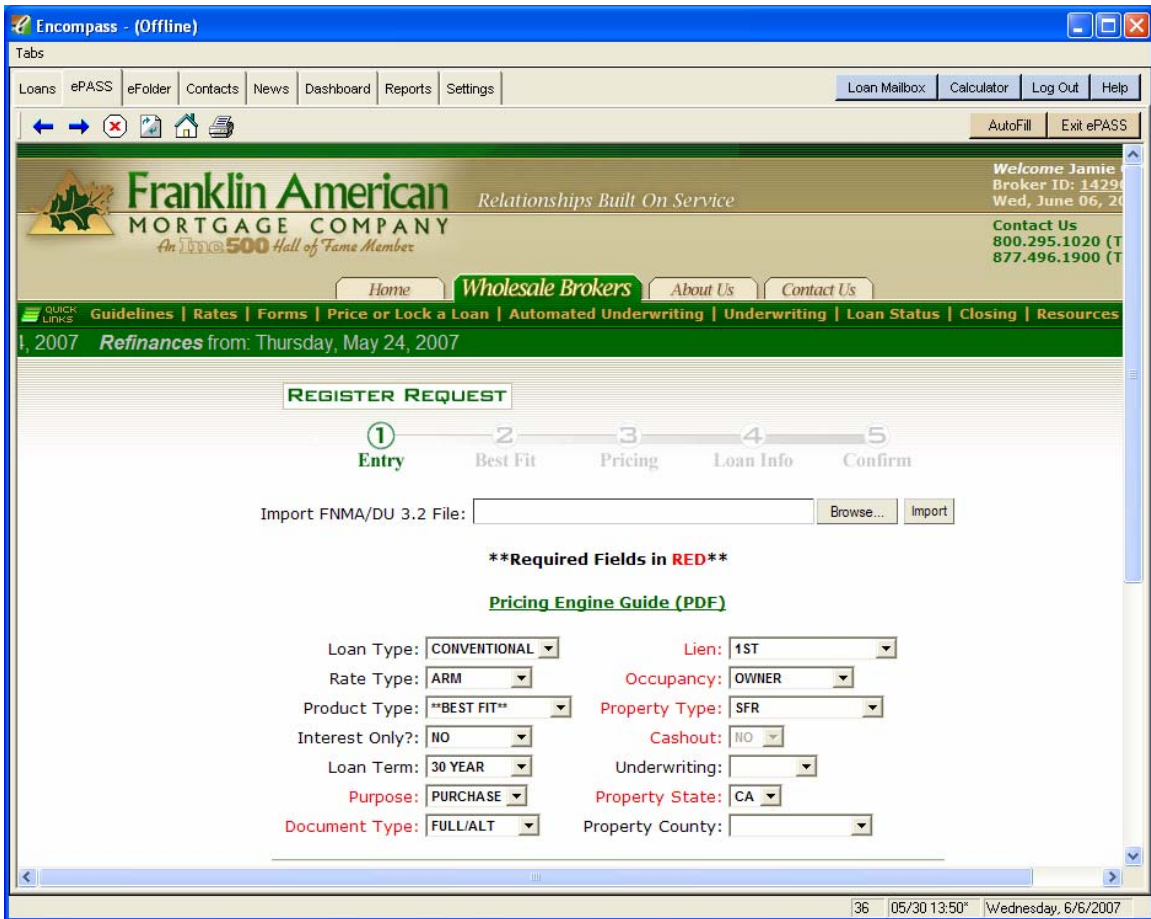 Encompass - (Offline)
Tabs
Loans ePASS eFolder Contacts News Dashboard Reports Settings Loan Mailbox Calculator Log Out Help
AutoFill Exit ePASS
Franklin American
MORTGAGE COMPANY
An Inc 500 Hall of Fame Member
Relationships Built On Service
Welcome Jamie
Broker ID: 1429
Wed, June 06, 20
Contact Us
800.295.1020 (T
877.496.1900 (T
Home Wholesale Brokers About Us Contact Us
QUICK LINKS Guidelines | Rates | Forms | Price or Lock a Loan | Automated Underwriting | Underwriting | Loan Status | Closing | Resources
4, 2007 Refinances from: Thursday, May 24, 2007
REGISTER REQUEST
1 2 3 4 5
Entry Best Fit Pricing Loan Info Confirm
Import FNMA/DU 3.2 File: Browse... Import
**Required Fields in RED**
Pricing Engine Guide (PDF)
Loan Type: CONVENTIONAL Lien: 1ST
Rate Type: ARM Occupancy: OWNER
Product Type: **BEST FIT** Property Type: SFR
Interest Only?: NO Cashout: NO
Loan Term: 30 YEAR Underwriting:
Purpose: PURCHASE Property State: CA
Document Type: FULL/ALT Property County:
36 05/30 13:50* Wednesday, 6/6/2007